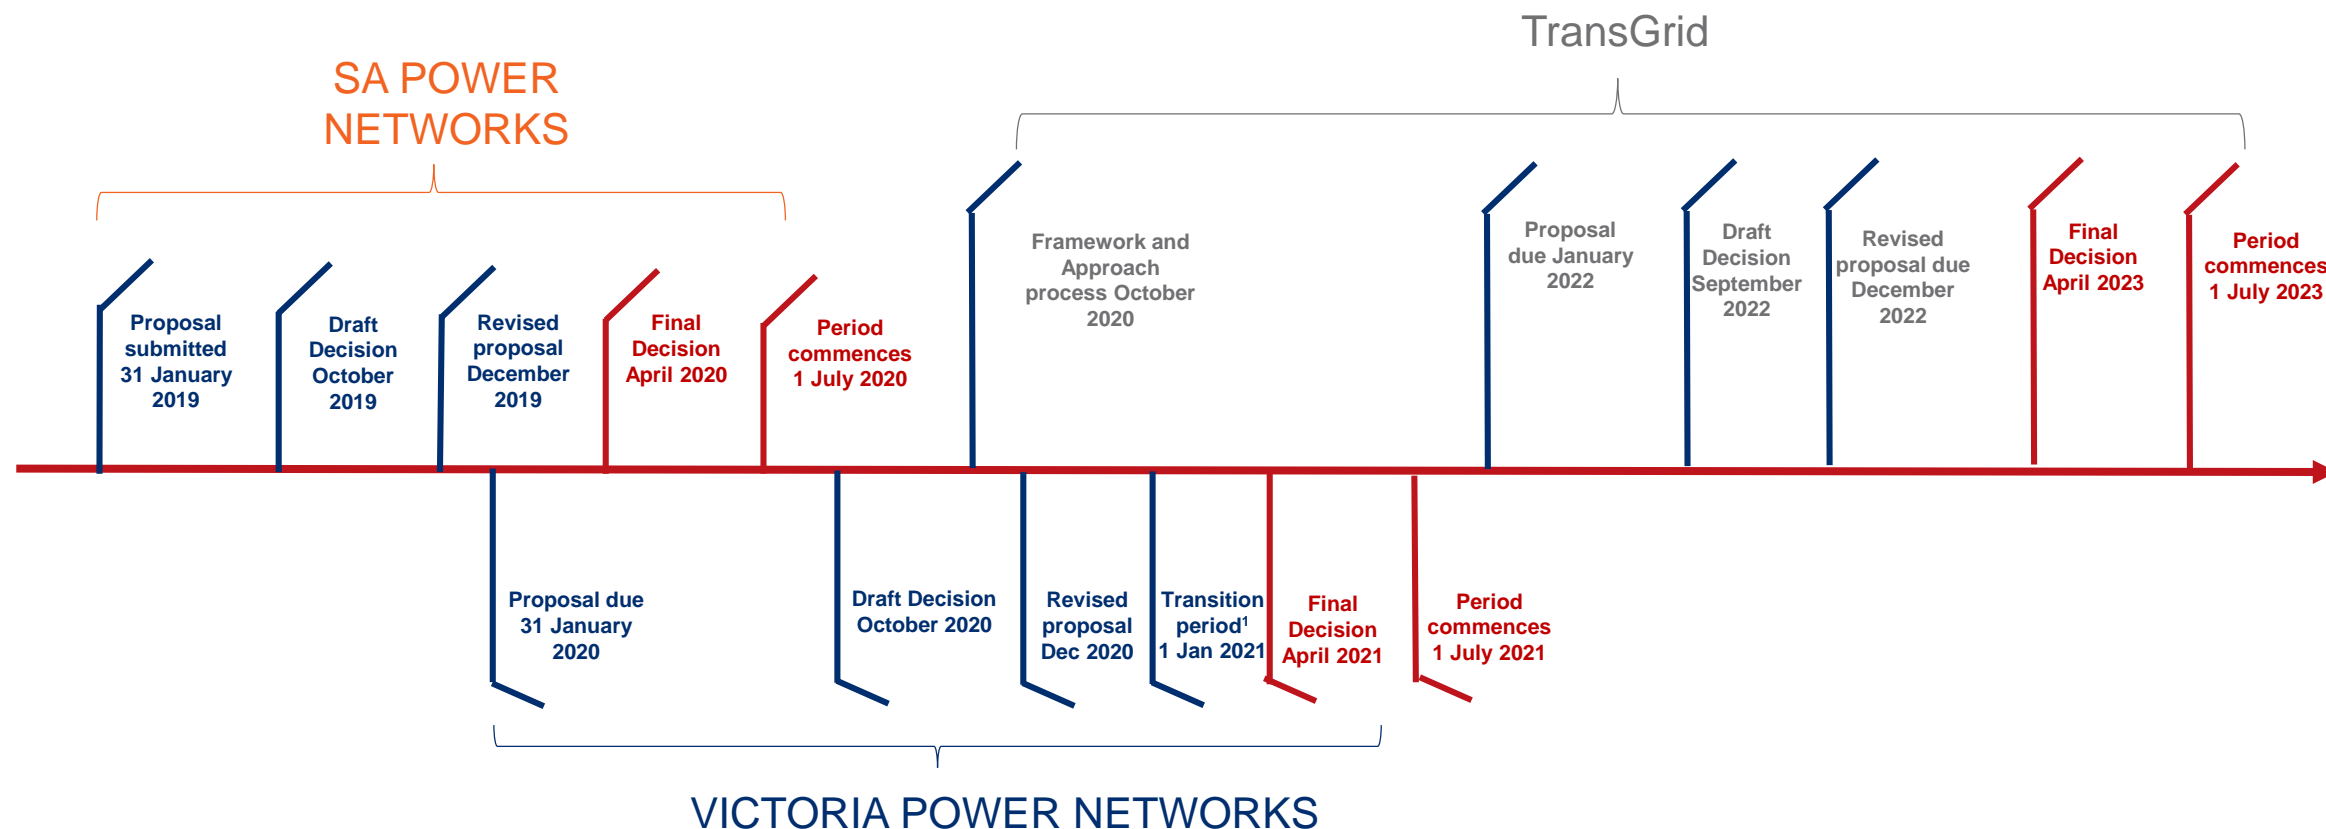 TransGrid
SA POWER
NETWORKS
Proposal
submitted
31 January
2019
Draft
Decision
October
2019
Revised
proposal
December
2019
Final
Decision
April 2020
Period
commences
1 July 2020
Framework and
Approach
process October
2020
Proposal
due January
2022
Draft
Decision
September
2022
Revised
proposal due
December
2022
Final
Decision
April 2023
Period
commences
1 July 2023
Proposal due
31 January
2020
Draft Decision
October 2020
Revised
proposal
Dec 2020
Transition
period¹
1 Jan 2021
Final
Decision
April 2021
Period
commences
1 July 2021
VICTORIA POWER NETWORKS